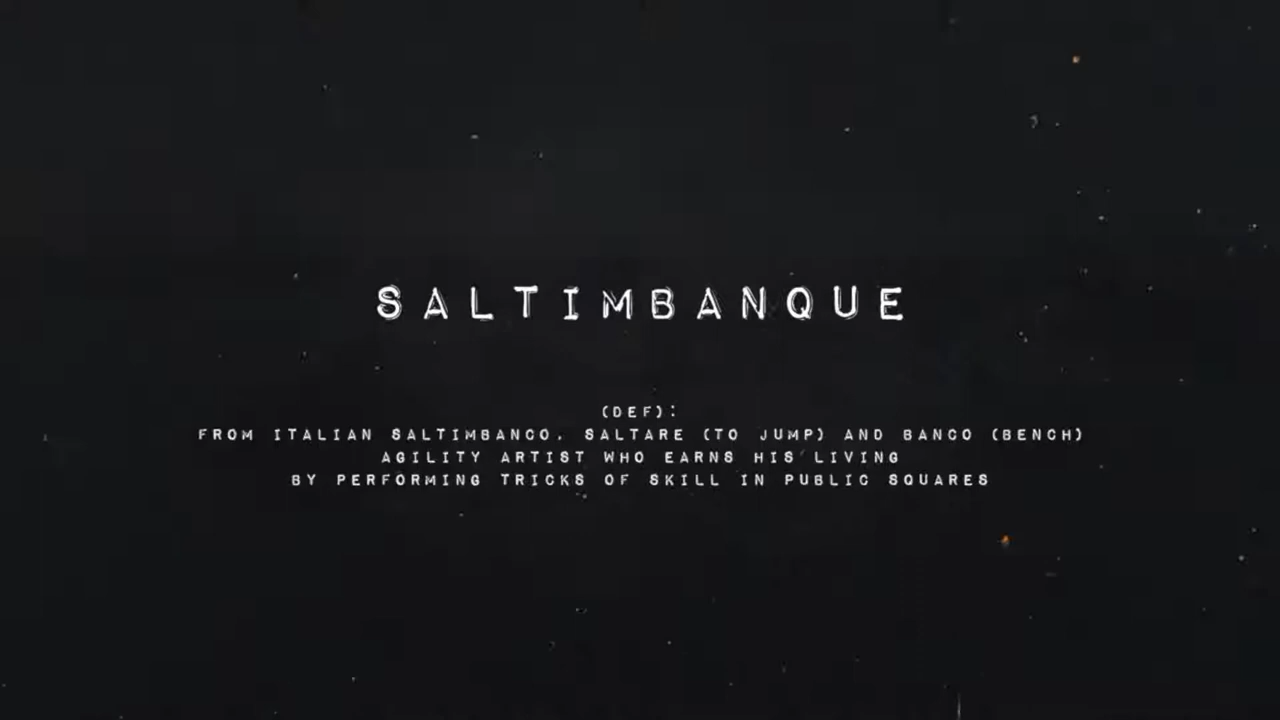 SALTIMBANQUE
(DEF):
FROM ITALIAN SALTIMBANCO, SALTARE (TO JUMP) AND BANCO (BENCH)
AGILITY ARTIST WHO EARNS HIS LIVING
BY PERFORMING TRICKS OF SKILL IN PUBLIC SQUARES